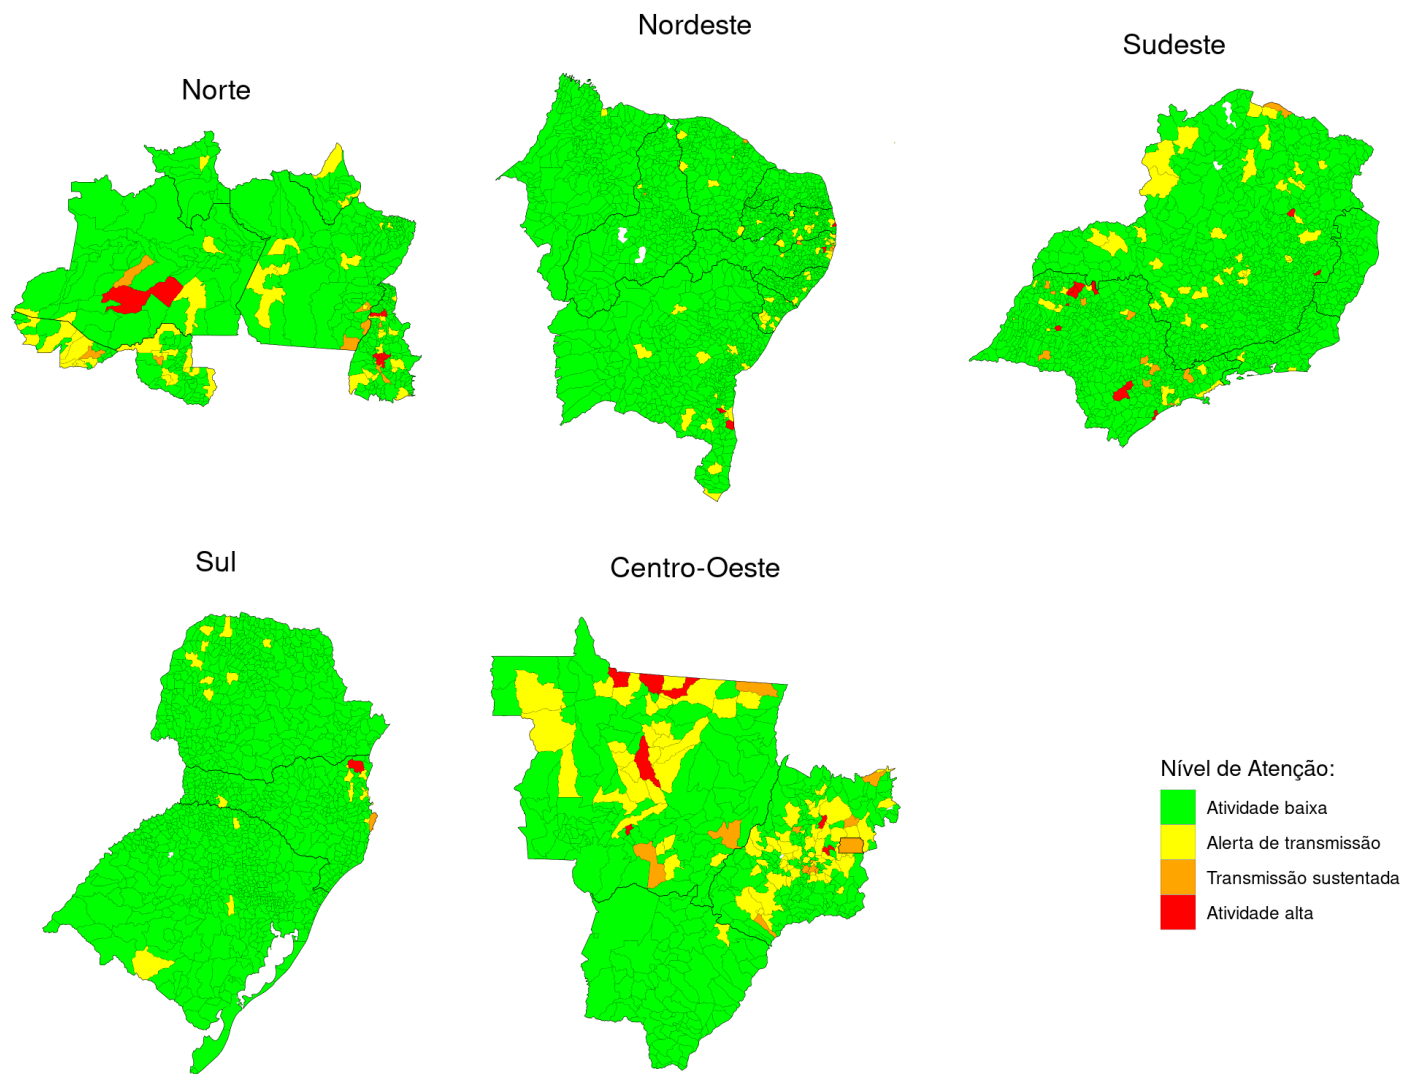 Nordeste
Sudeste
Norte
Sul
Centro-Oeste
Nível de Atenção:
Atividade baixa
Alerta de transmissão
Transmissão sustentada
Atividade alta